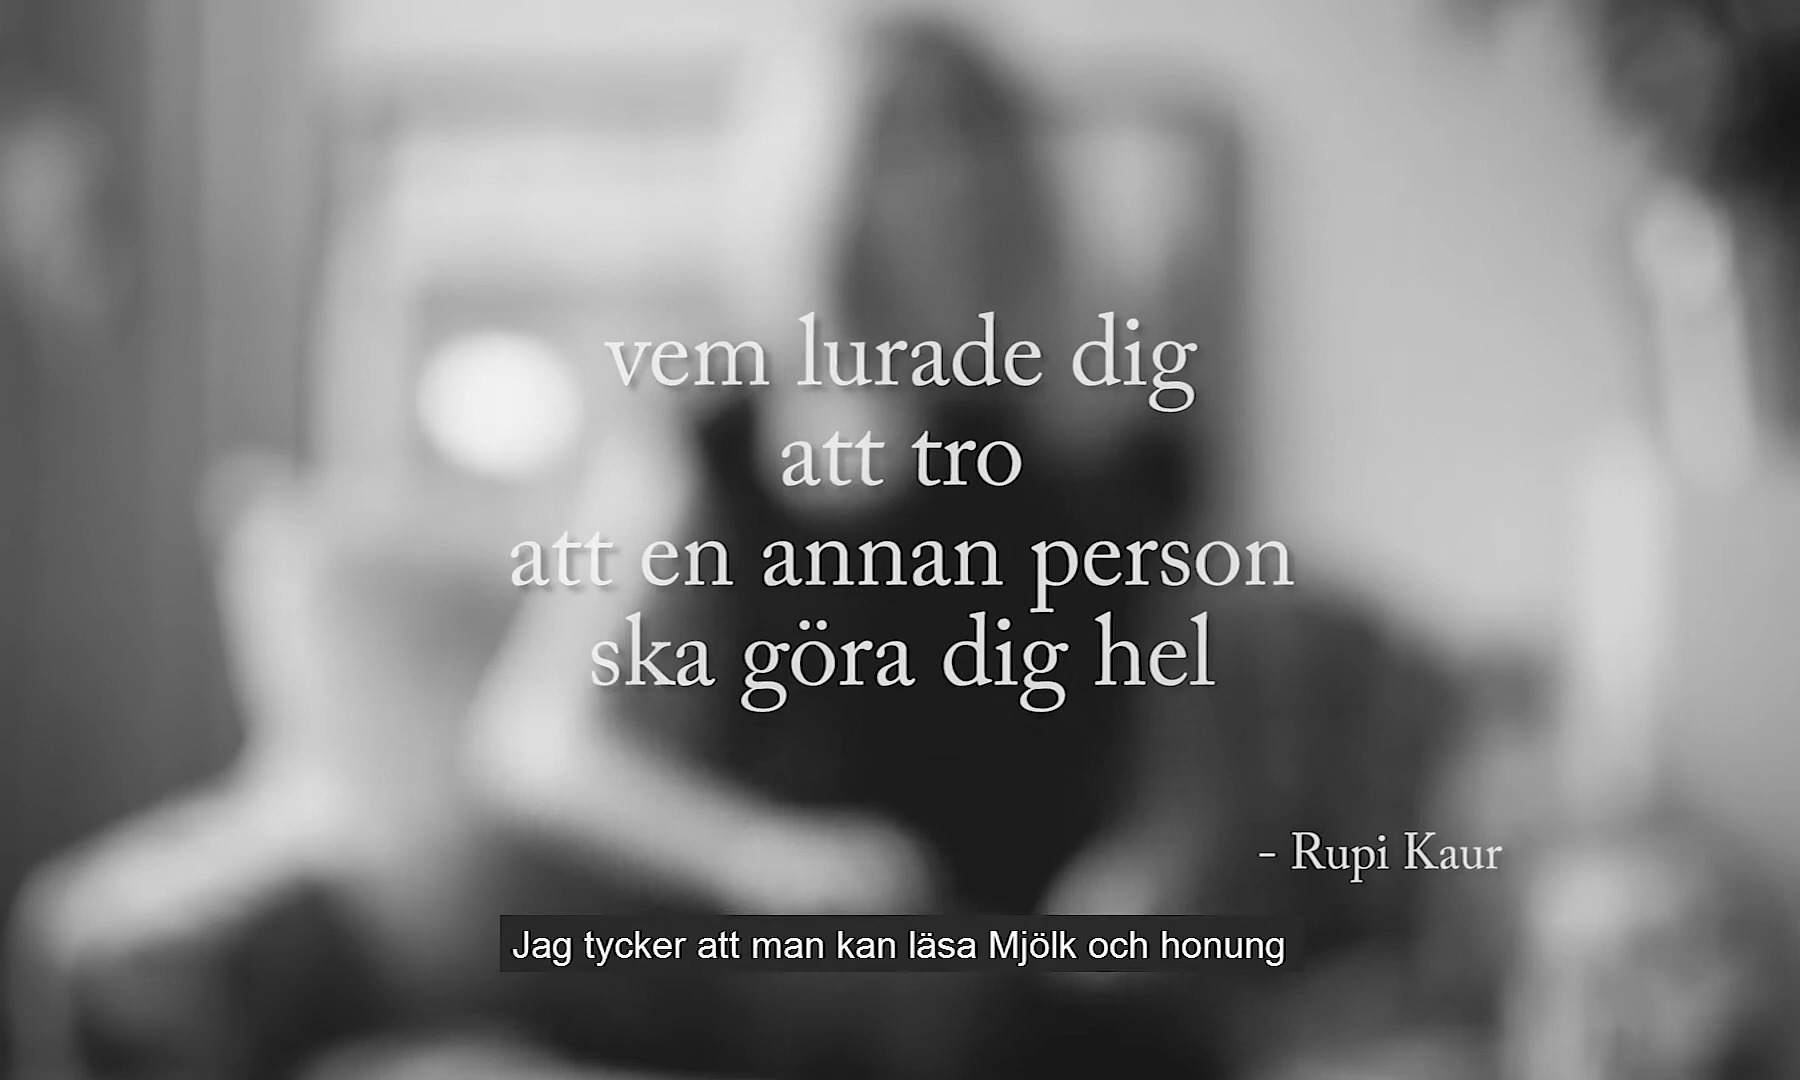 vem lurade dig
att tro
att en annan person
ska göra dig hel
- Rupi Kaur
Jag tycker att man kan läsa Mjölk och honung